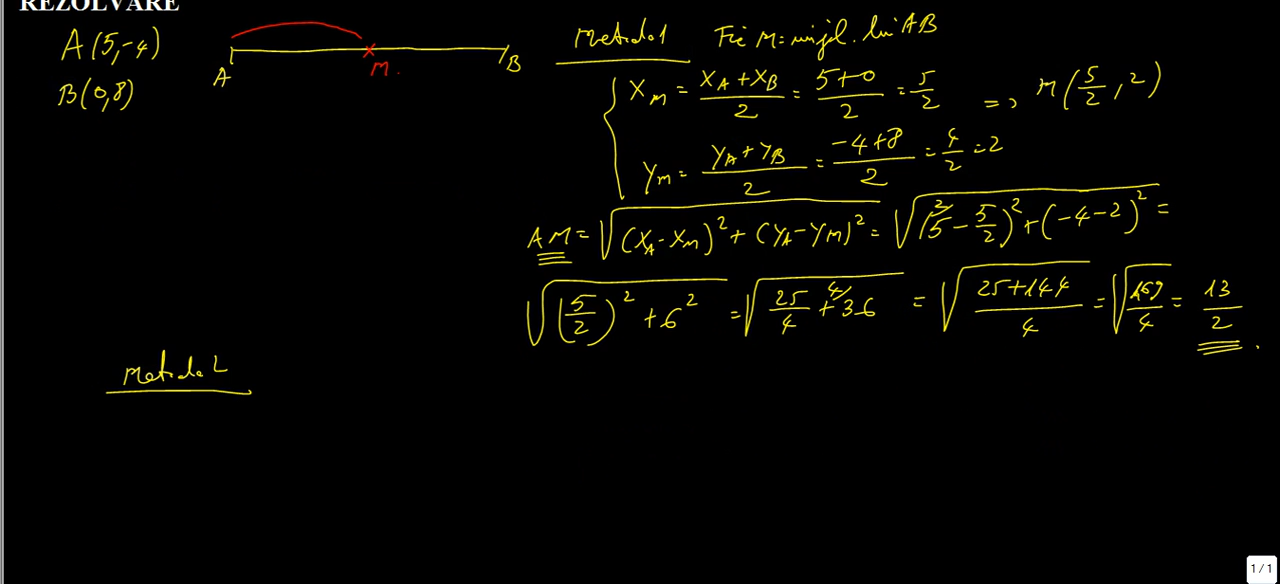 REZOLVARE
A(5,-4)
B(0,8)
A M. B
Metoda 1 Fie M= mijl. lui AB
X_M = (X_A + X_B)/2 = (5+0)/2 = 5/2 => M(5/2, 2)
Y_M = (Y_A + Y_B)/2 = (-4+8)/2 = 4/2 = 2
AM = √((X_A - X_M)² + (Y_A - Y_M)²) = √((²⁾5 - 5/2)² + (-4-2)²) =
√((5/2)² + 6²) = √(25/4 + ⁴⁾36) = √((25+144)/4) = √(169/4) = 13/2.
Metoda 2
1/1